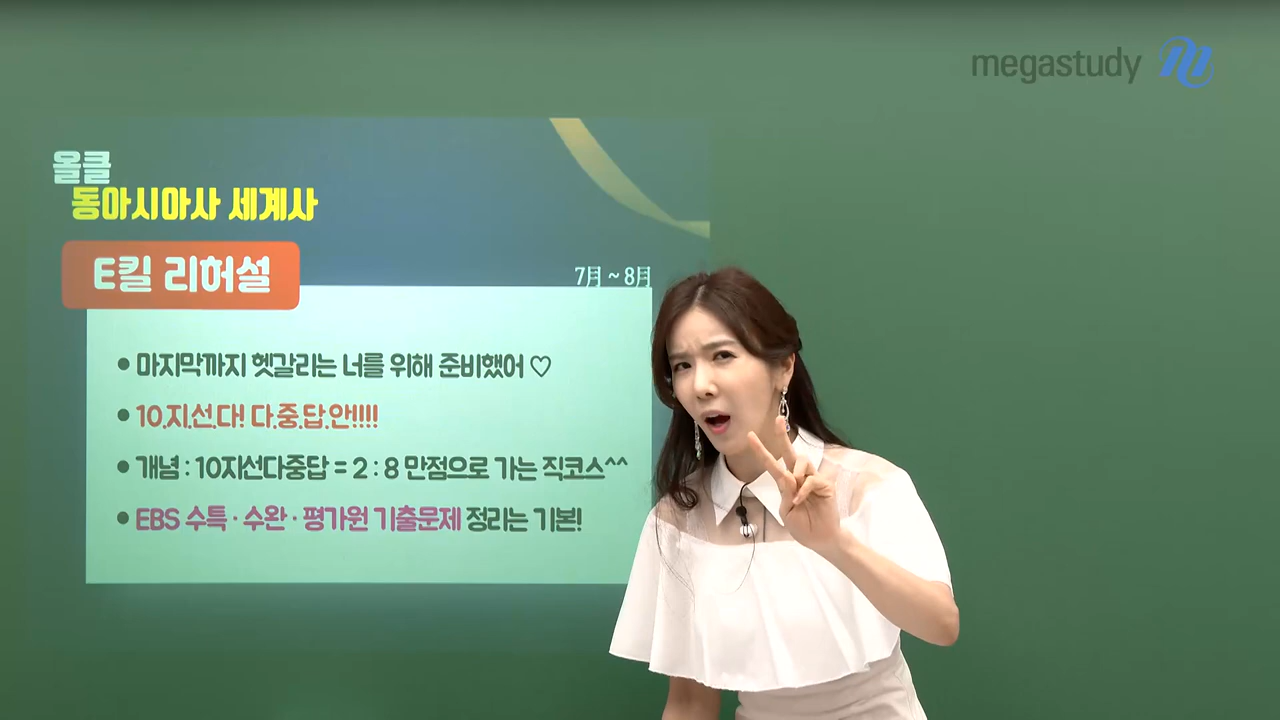 megastudy
올클
동아시아사 세계사
E킬 리허설
7月 ~ 8月
● 마지막까지 헷갈리는 너를 위해 준비했어 ♡
● 10.지.선.다! 다.중.답.안!!!!
● 개념 : 10지선다중답 = 2 : 8 만점으로 가는 직코스^^
● EBS 수특 · 수완 · 평가원 기출문제 정리는 기본!